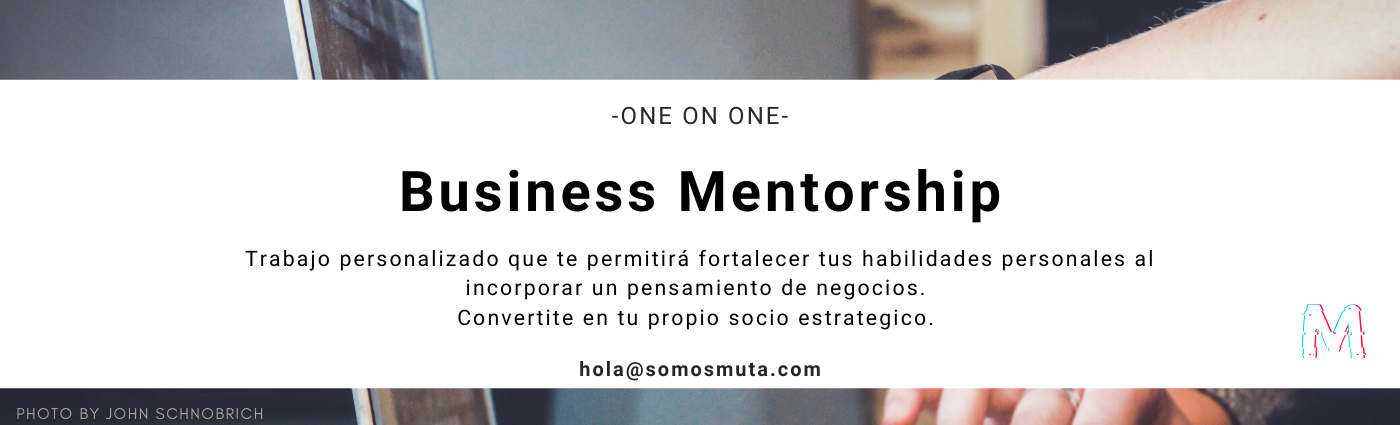 -ONE ON ONE-
Business Mentorship
Trabajo personalizado que te permitirá fortalecer tus habilidades personales al
incorporar un pensamiento de negocios.
Convertite en tu propio socio estrategico.
M
hola@somosmuta.com
PHOTO BY JOHN SCHNOBRICH